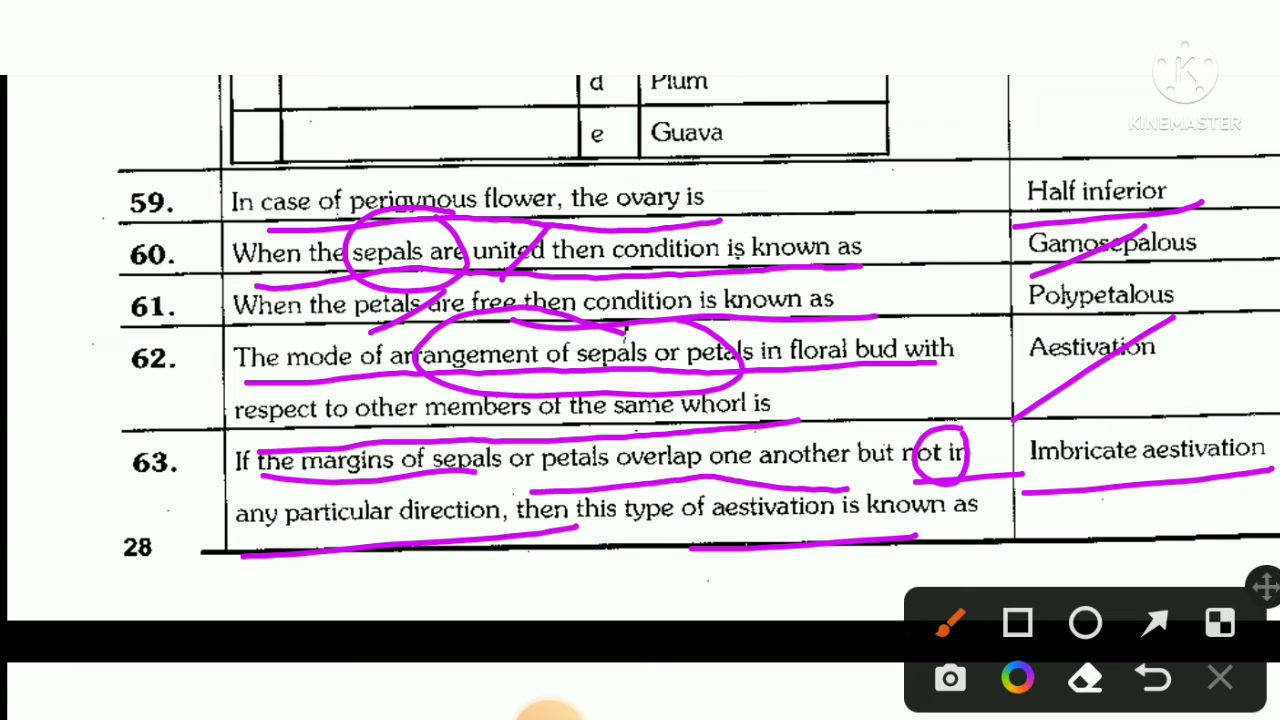 d Plum
KINEMASTER
e Guava
59. In case of perigynous flower, the ovary is Half inferior
60. When the sepals are united then condition is known as Gamosepalous
61. When the petals are free then condition is known as Polypetalous
62. The mode of arrangement of sepals or petals in floral bud with Aestivation
respect to other members of the same whorl is
63. If the margins of sepals or petals overlap one another but not in Imbricate aestivation
any particular direction, then this type of aestivation is known as
28